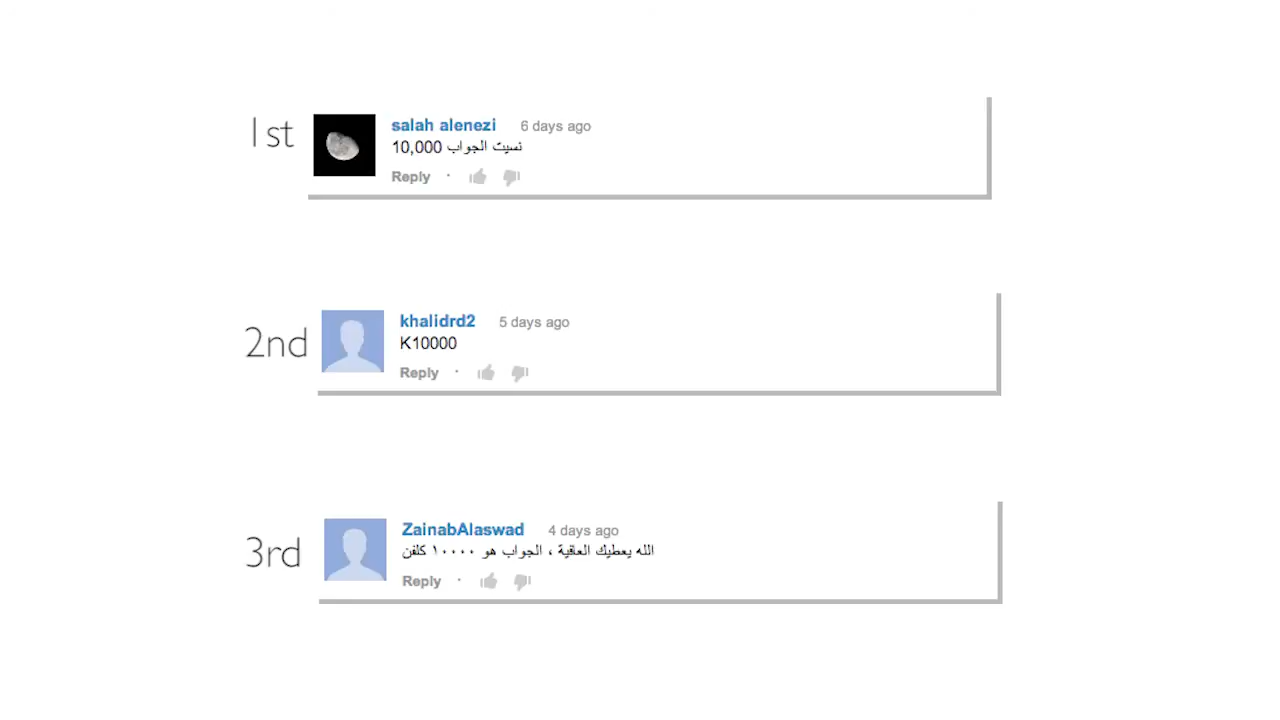 1st
salah alenezi 6 days ago
نسيت الجواب 10,000
Reply ·
2nd
khalidrd2 5 days ago
K10000
Reply ·
3rd
ZainabAlaswad 4 days ago
الله يعطيك العاقية ، الجواب هو ١٠٠٠٠ كلفن
Reply ·